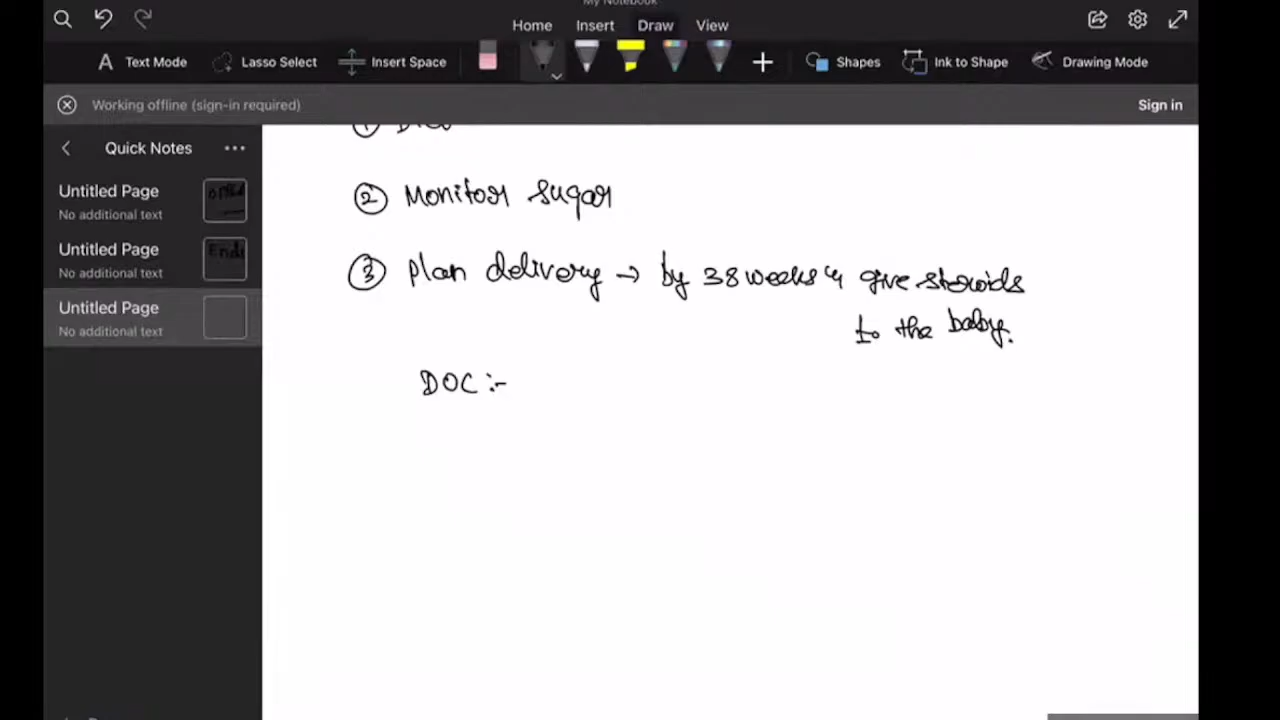 My Notebook
Home Insert Draw View
Text Mode Lasso Select Insert Space Shapes Ink to Shape Drawing Mode
Working offline (sign-in required) Sign in
Quick Notes
Untitled Page
No additional text
Untitled Page
No additional text
Untitled Page
No additional text
①
② Monitor sugar
③ Plan delivery → by 38 weeks & give steroids
to the baby.
DOC :-